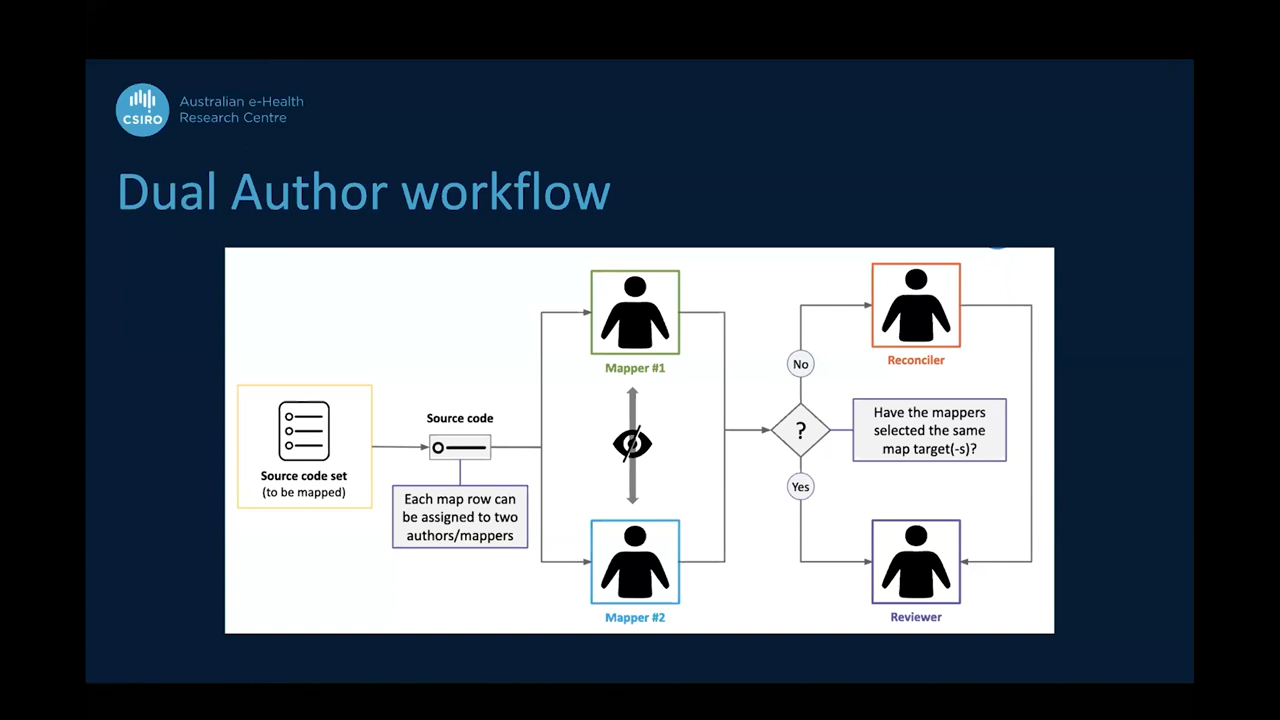 CSIRO
Australian e-Health
Research Centre
Dual Author workflow
Source code set
(to be mapped)
Source code
Each map row can
be assigned to two
authors/mappers
Mapper #1
Mapper #2
?
No
Yes
Have the mappers
selected the same
map target(-s)?
Reconciler
Reviewer